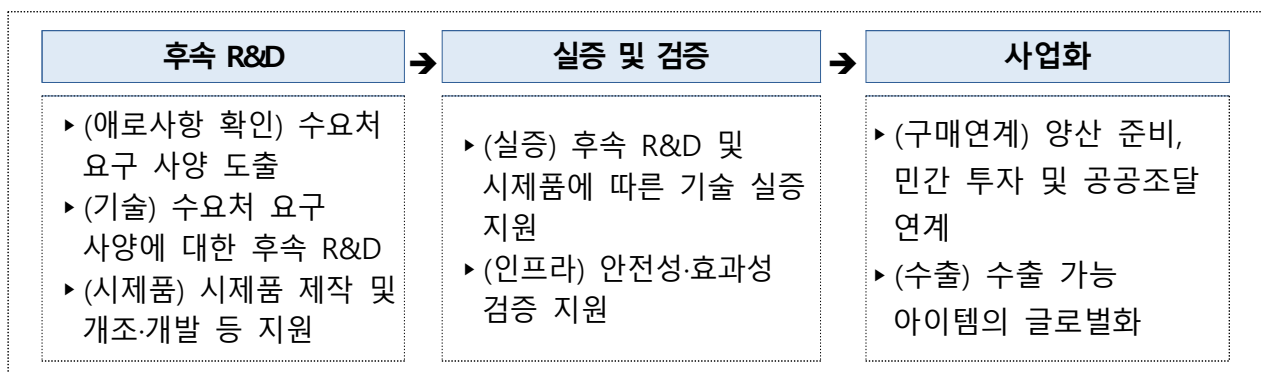 후속 R&D
➔
실증 및 검증
➔
사업화
▸(애로사항 확인) 수요처
요구 사양 도출
▸(기술) 수요처 요구
사양에 대한 후속 R&D
▸(시제품) 시제품 제작 및
개조·개발 등 지원
▸(실증) 후속 R&D 및
시제품에 따른 기술 실증
지원
▸(인프라) 안전성·효과성
검증 지원
▸(구매연계) 양산 준비,
민간 투자 및 공공조달
연계
▸(수출) 수출 가능
아이템의 글로벌화